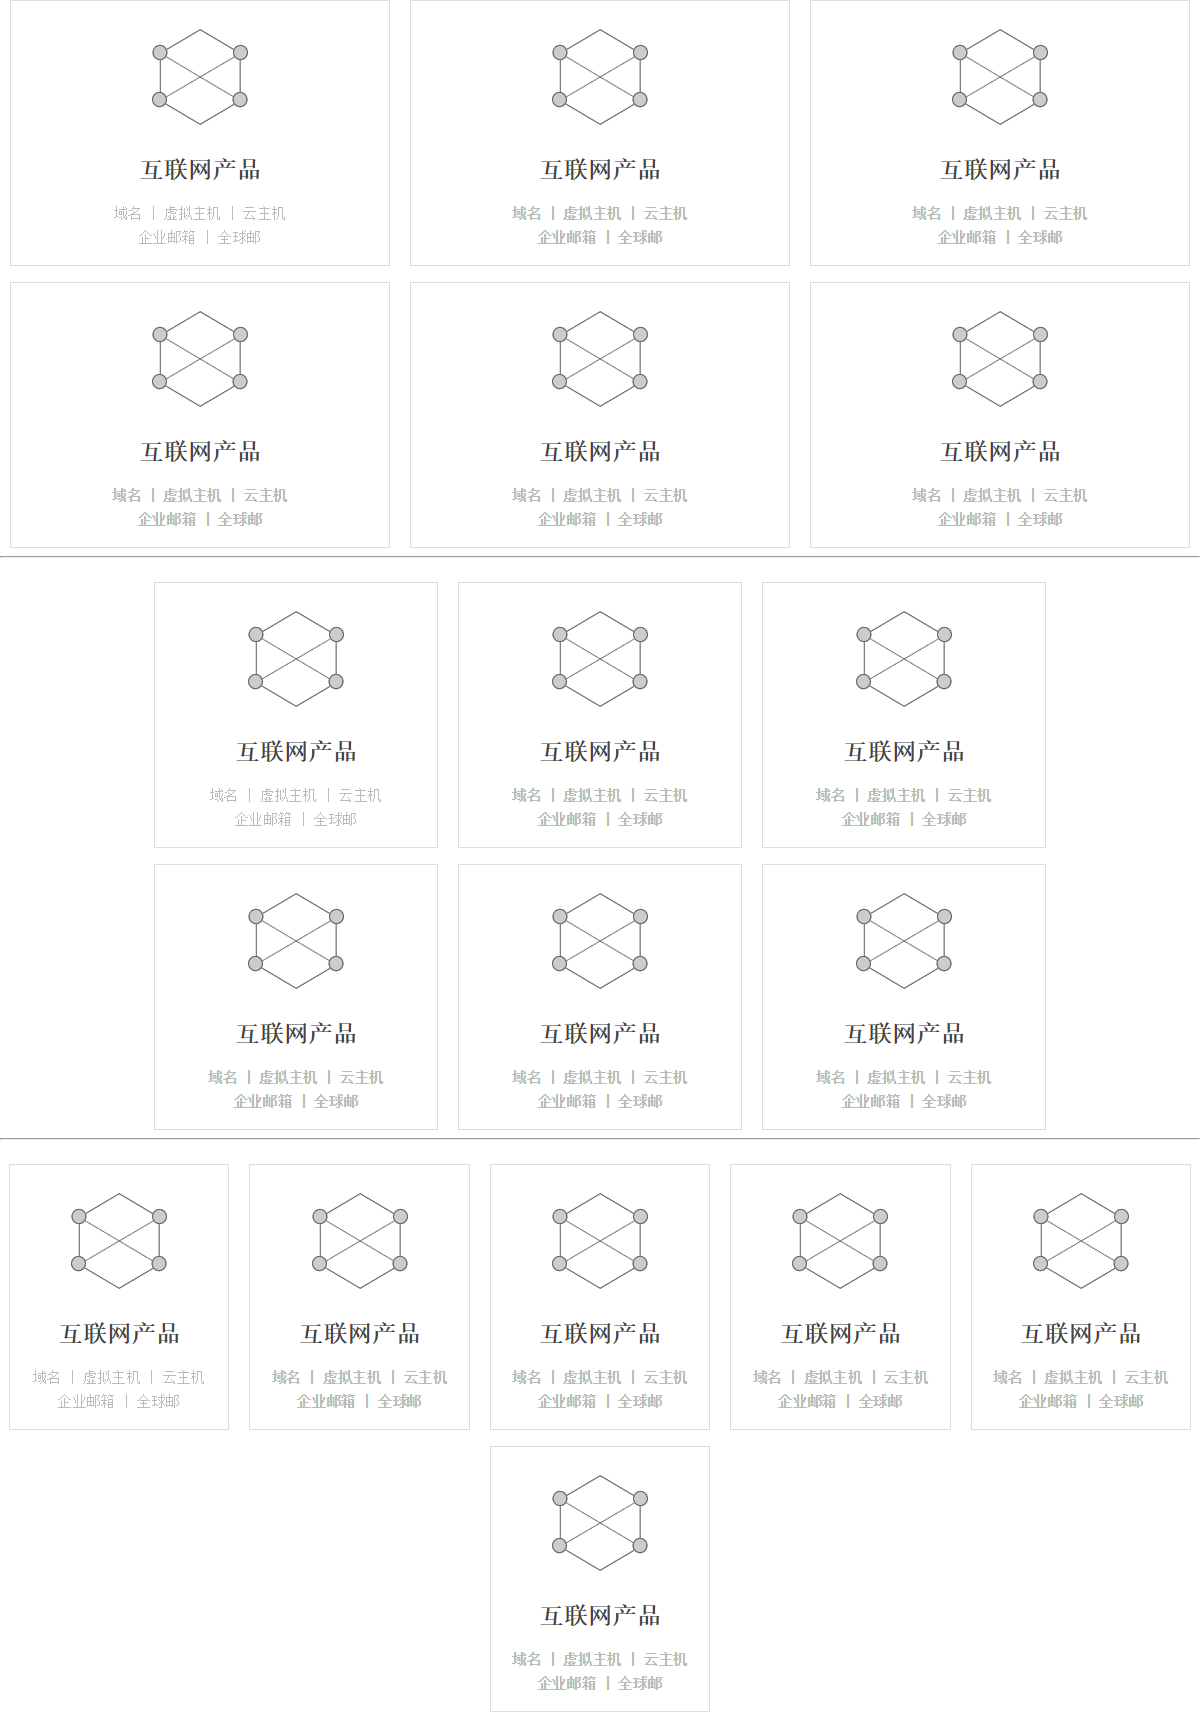 互联网产品
域名 | 虚拟主机 | 云主机
企业邮箱 | 全球邮
互联网产品
域名 | 虚拟主机 | 云主机
企业邮箱 | 全球邮
互联网产品
域名 | 虚拟主机 | 云主机
企业邮箱 | 全球邮
互联网产品
域名 | 虚拟主机 | 云主机
企业邮箱 | 全球邮
互联网产品
域名 | 虚拟主机 | 云主机
企业邮箱 | 全球邮
互联网产品
域名 | 虚拟主机 | 云主机
企业邮箱 | 全球邮
互联网产品
域名 | 虚拟主机 | 云主机
企业邮箱 | 全球邮
互联网产品
域名 | 虚拟主机 | 云主机
企业邮箱 | 全球邮
互联网产品
域名 | 虚拟主机 | 云主机
企业邮箱 | 全球邮
互联网产品
域名 | 虚拟主机 | 云主机
企业邮箱 | 全球邮
互联网产品
域名 | 虚拟主机 | 云主机
企业邮箱 | 全球邮
互联网产品
域名 | 虚拟主机 | 云主机
企业邮箱 | 全球邮
互联网产品
域名 | 虚拟主机 | 云主机
企业邮箱 | 全球邮
互联网产品
域名 | 虚拟主机 | 云主机
企业邮箱 | 全球邮
互联网产品
域名 | 虚拟主机 | 云主机
企业邮箱 | 全球邮
互联网产品
域名 | 虚拟主机 | 云主机
企业邮箱 | 全球邮
互联网产品
域名 | 虚拟主机 | 云主机
企业邮箱 | 全球邮
互联网产品
域名 | 虚拟主机 | 云主机
企业邮箱 | 全球邮